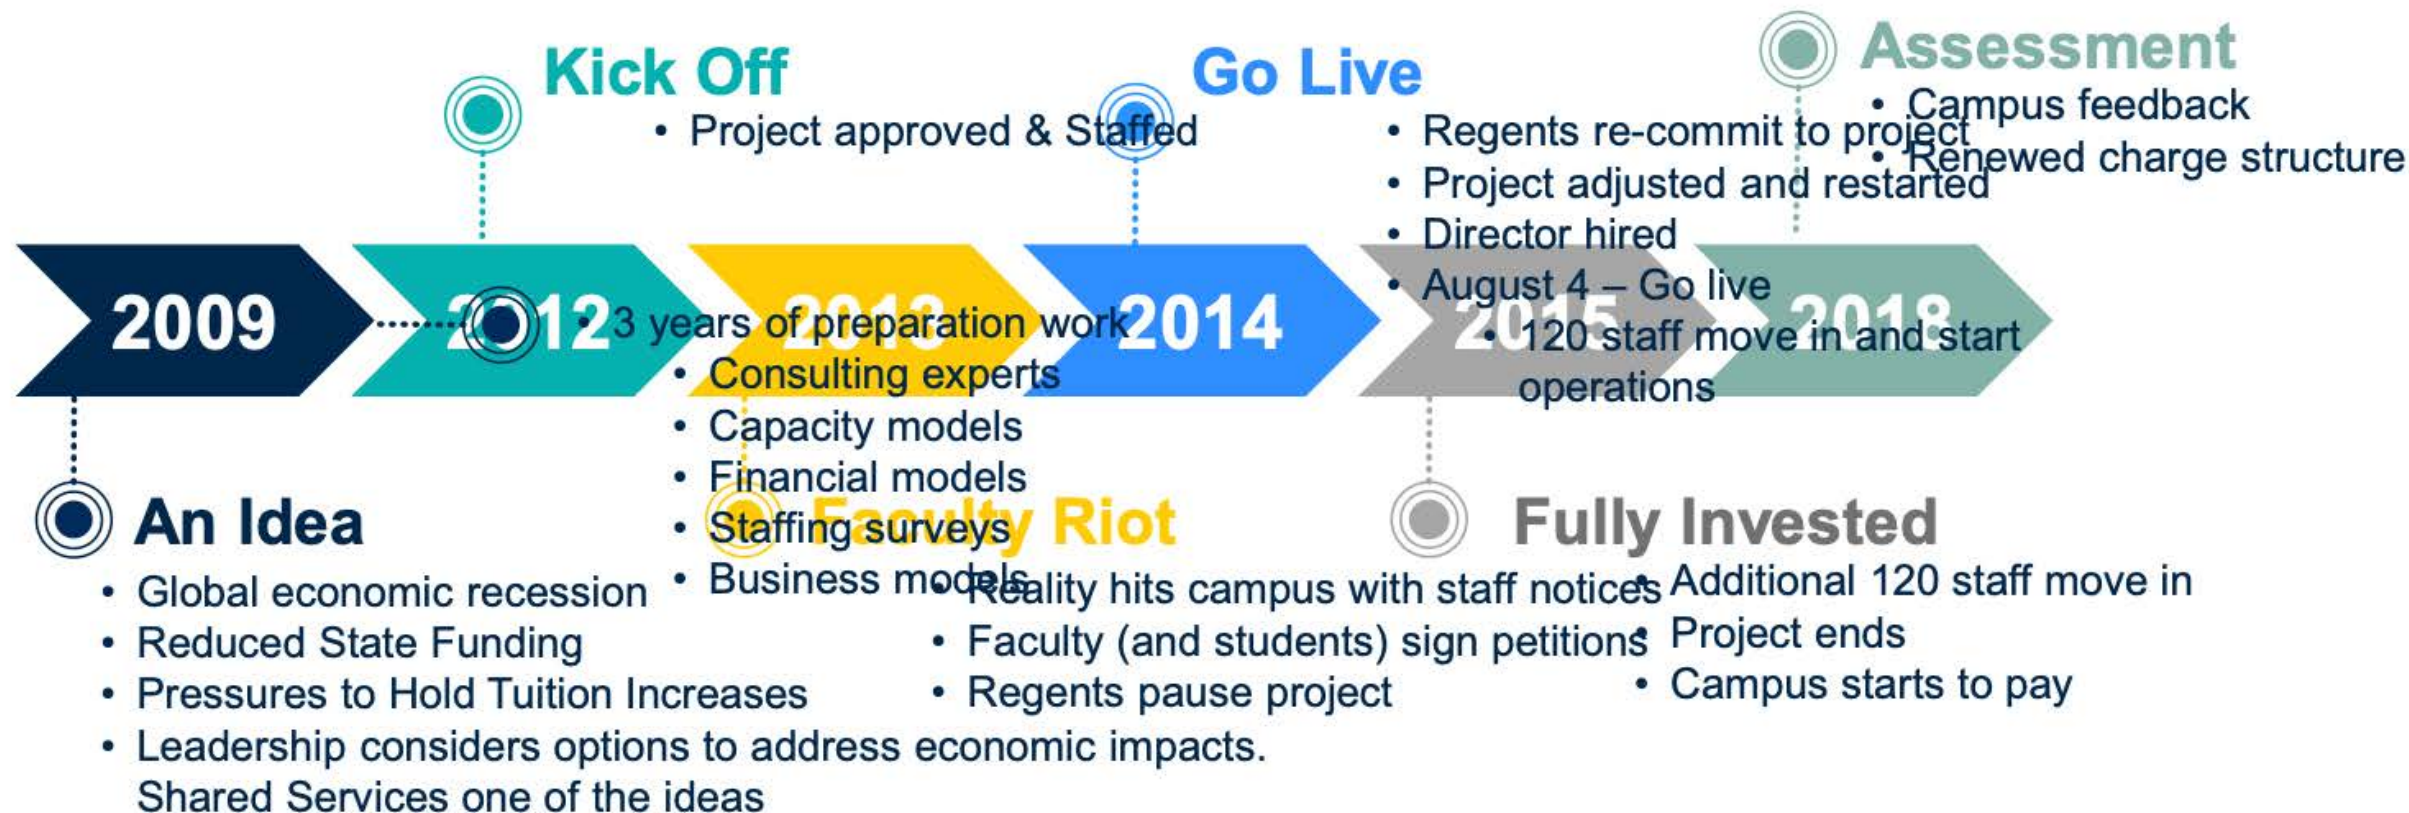 Kick Off
• Project approved & Staffed
Go Live
• Regents re-commit to project
• Project adjusted and restarted
• Director hired
• August 4 – Go live
• 120 staff move in and start
operations
Assessment
• Campus feedback
• Renewed charge structure
2009
2012
2013
2014
2015
2018
• 3 years of preparation work
• Consulting experts
• Capacity models
• Financial models
• Staffing surveys
• Business models
An Idea
• Global economic recession
• Reduced State Funding
• Pressures to Hold Tuition Increases
• Leadership considers options to address economic impacts.
Shared Services one of the ideas
Faculty Riot
• Reality hits campus with staff notices
• Faculty (and students) sign petitions
• Regents pause project
Fully Invested
• Additional 120 staff move in
• Project ends
• Campus starts to pay